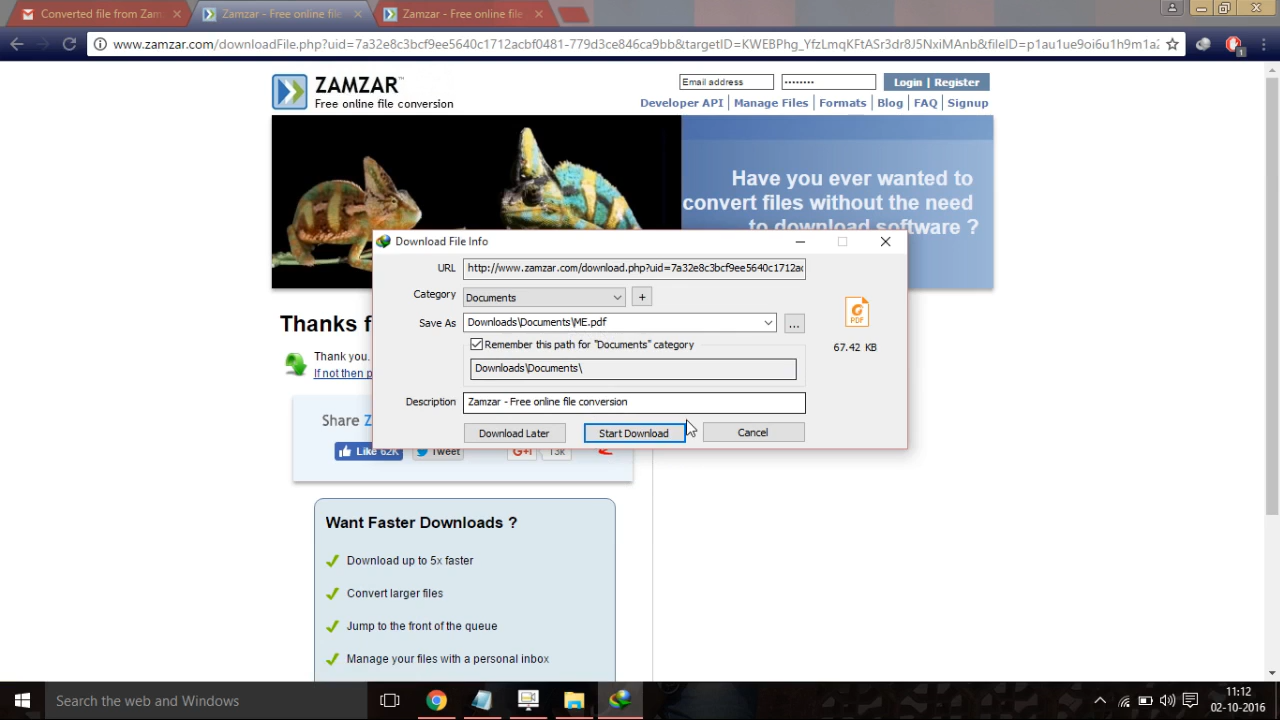 Converted file from Zam
Zamzar - Free online file
Zamzar - Free online file
www.zamzar.com/downloadFile.php?uid=7a32e8c3bcf9ee5640c1712acbf0481-779d3ce846ca9bb&targetID=KWEBPhg_YfzLmqKFtASr3dr8J5NxiMAnb&fileID=p1au1ue9oi6u1h9m1a
1
ZAMZAR™
Free online file conversion
Email address
Login | Register
Developer API | Manage Files | Formats | Blog | FAQ | Signup
Have you ever wanted to
convert files without the need
to download software ?
Download File Info
URL http://www.zamzar.com/download.php?uid=7a32e8c3bcf9ee5640c1712a
Category Documents +
Save As Downloads\Documents\ME.pdf ...
PDF
67.42 KB
Remember this path for "Documents" category
Downloads\Documents\
Description Zamzar - Free online file conversion
Download Later Start Download Cancel
Thanks f
Thank you.
If not then p
Share Z
Like 62K Tweet G+1 13k
Want Faster Downloads ?
Download up to 5x faster
Convert larger files
Jump to the front of the queue
Manage your files with a personal inbox
Search the web and Windows
11:12
02-10-2016